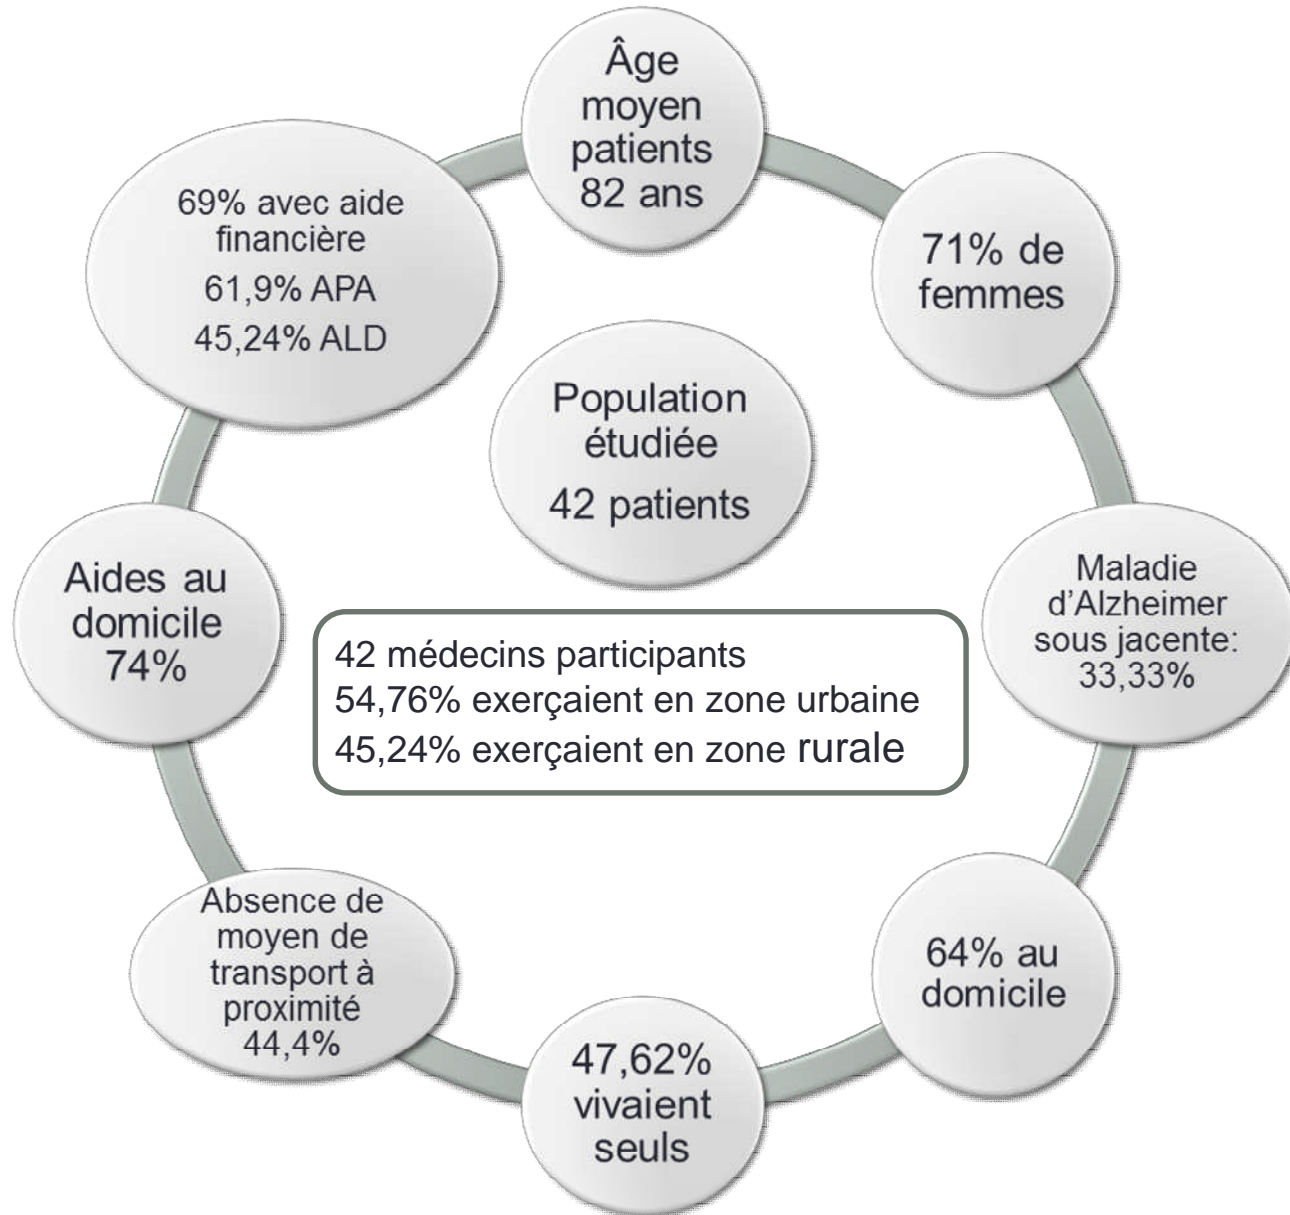 Âge
moyen
patients
82 ans
71% de
femmes
Maladie
d'Alzheimer
sous jacente:
33,33%
64% au
domicile
47,62%
vivaient
seuls
Absence de
moyen de
transport à
proximité
44,4%
Aides au
domicile
74%
69% avec aide
financière
61,9% APA
45,24% ALD
Population
étudiée
42 patients
42 médecins participants
54,76% exerçaient en zone urbaine
45,24% exerçaient en zone rurale